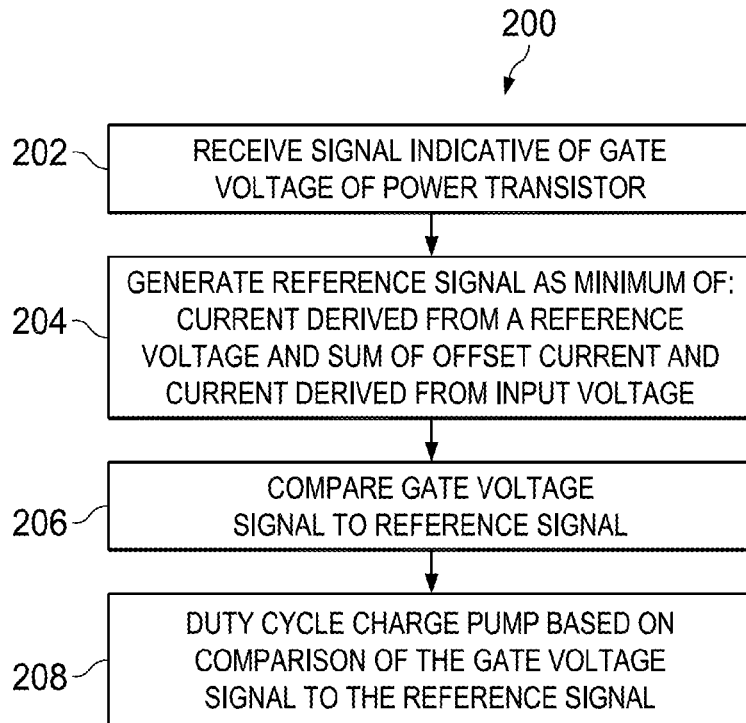 200
202
RECEIVE SIGNAL INDICATIVE OF GATE
VOLTAGE OF POWER TRANSISTOR
204
GENERATE REFERENCE SIGNAL AS MINIMUM OF:
CURRENT DERIVED FROM A REFERENCE
VOLTAGE AND SUM OF OFFSET CURRENT AND
CURRENT DERIVED FROM INPUT VOLTAGE
206
COMPARE GATE VOLTAGE
SIGNAL TO REFERENCE SIGNAL
208
DUTY CYCLE CHARGE PUMP BASED ON
COMPARISON OF THE GATE VOLTAGE
SIGNAL TO THE REFERENCE SIGNAL